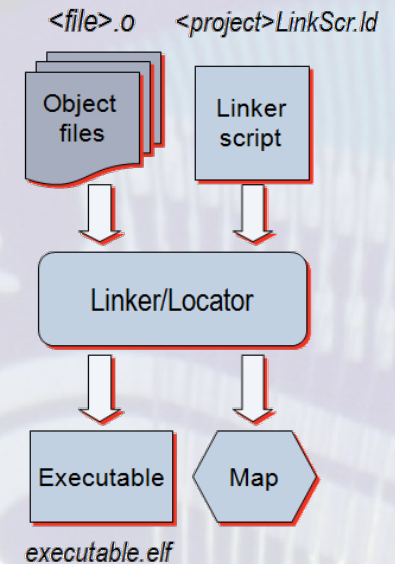 <file>.o
<project>LinkScr.ld
Object
files
Linker
script
Linker/Locator
Executable
Map
executable.elf